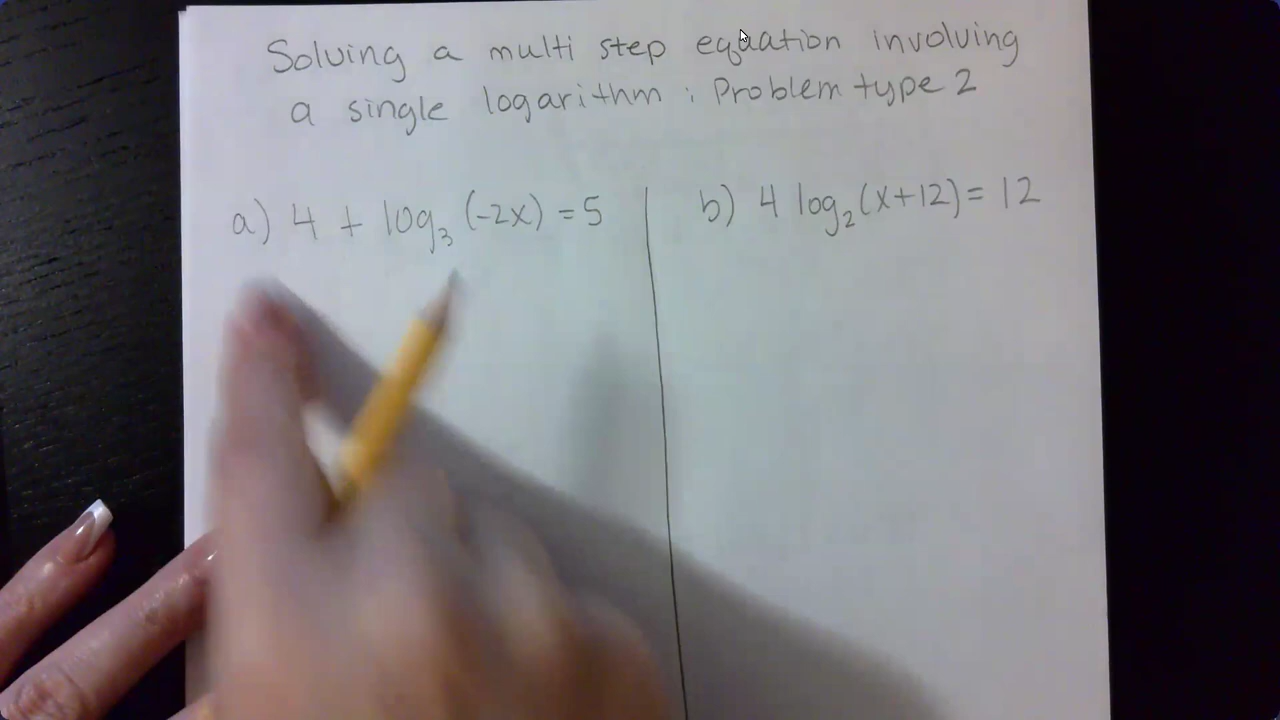 Solving a multi step equation involving
a single logarithm : Problem type 2
a) 4 + log₃ (-2x) = 5
b) 4 log₂ (x+12) = 12